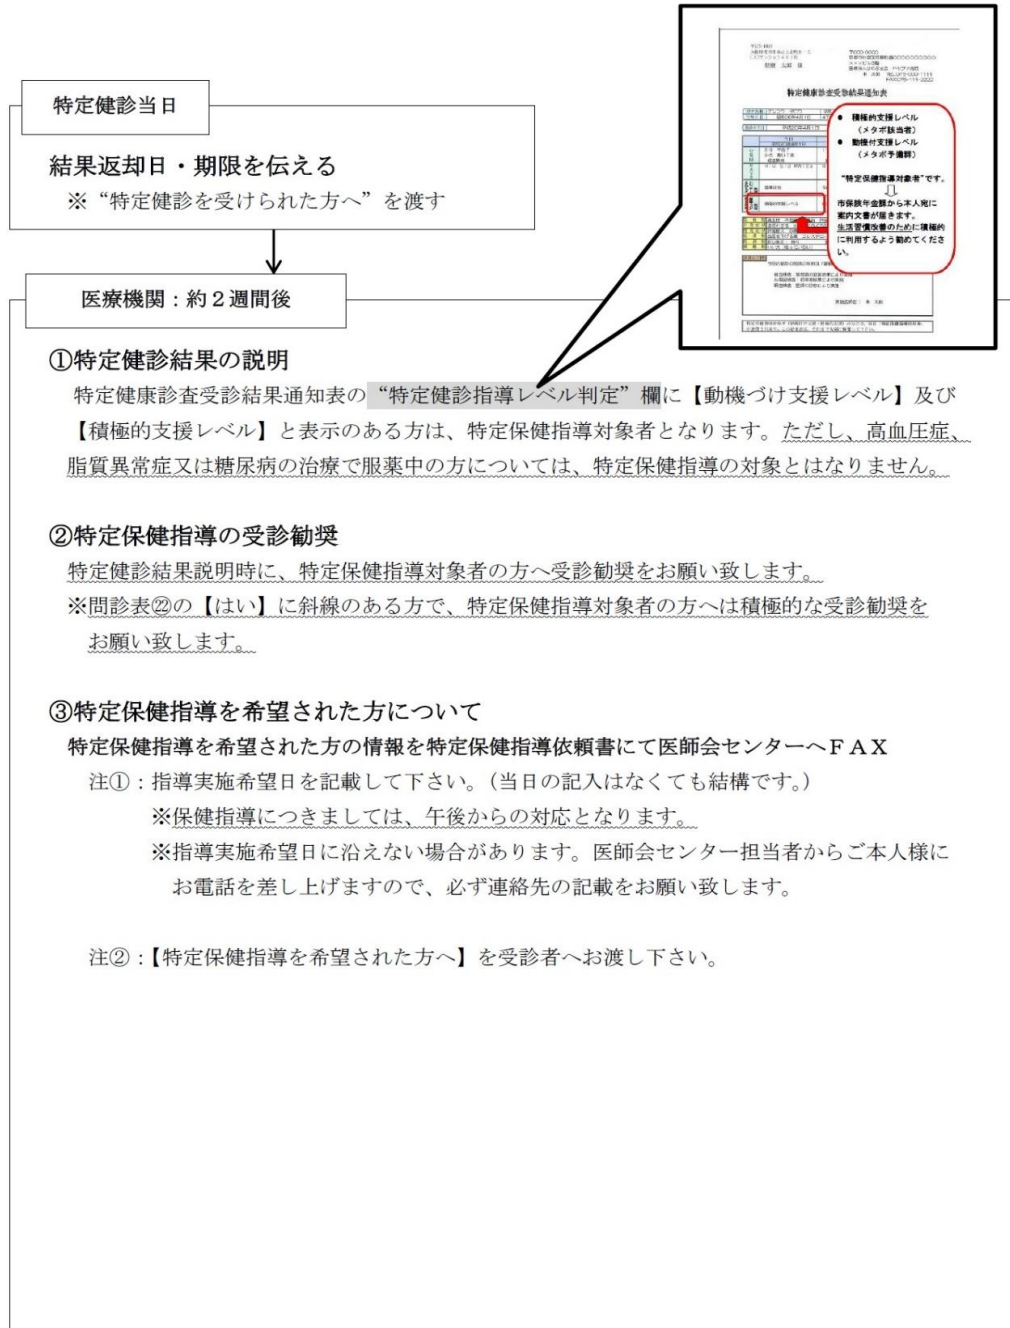 特定健診当日
結果返却日・期限を伝える
※“特定健診を受けられた方へ”を渡す
特定健康診査受診結果通知表
● 積極的支援レベル
（メタボ該当者）
● 動機付支援レベル
（メタボ予備群）
“特定保健指導対象者”です。
市保険年金課から本人宛に
案内文書が届きます。
生活習慣改善のために積極的
に利用するよう勧めてくださ
い。
医療機関：約２週間後
①特定健診結果の説明
特定健康診査受診結果通知表の“特定健診指導レベル判定”欄に【動機づけ支援レベル】及び
【積極的支援レベル】と表示のある方は、特定保健指導対象者となります。ただし、高血圧症、
脂質異常症又は糖尿病の治療で服薬中の方については、特定保健指導の対象とはなりません。
②特定保健指導の受診勧奨
特定健診結果説明時に、特定保健指導対象者の方へ受診勧奨をお願い致します。
※問診表㉒の【はい】に斜線のある方で、特定保健指導対象者の方へは積極的な受診勧奨を
お願い致します。
③特定保健指導を希望された方について
特定保健指導を希望された方の情報を特定保健指導依頼書にて医師会センターへＦＡＸ
注①：指導実施希望日を記載して下さい。（当日の記入はなくても結構です。）
※保健指導につきましては、午後からの対応となります。
※指導実施希望日に沿えない場合があります。医師会センター担当者からご本人様に
お電話を差し上げますので、必ず連絡先の記載をお願い致します。
注②：【特定保健指導を希望された方へ】を受診者へお渡し下さい。